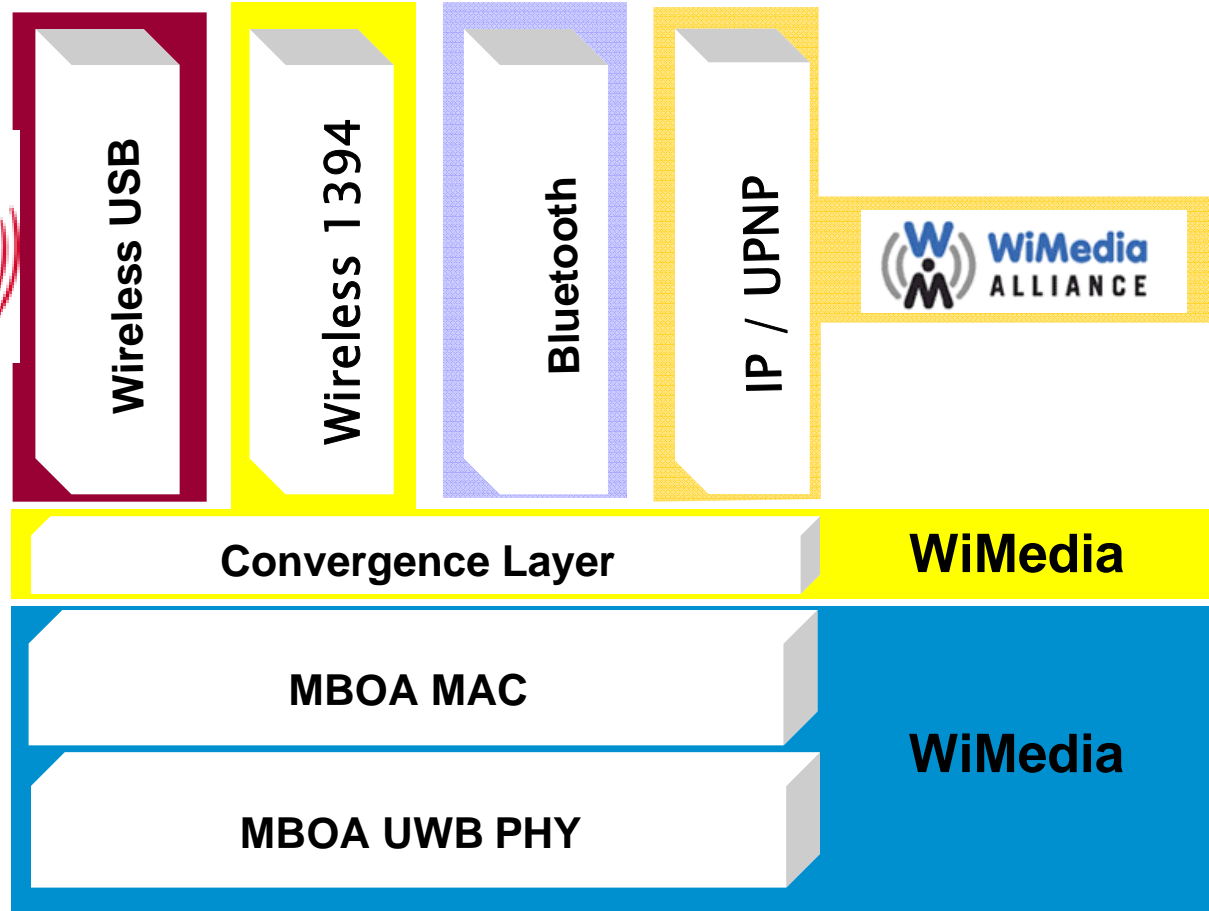 Wireless USB
Wireless 1394
Bluetooth
IP / UPNP
WiMedia
ALLIANCE
Convergence Layer
WiMedia
MBOA MAC
WiMedia
MBOA UWB PHY